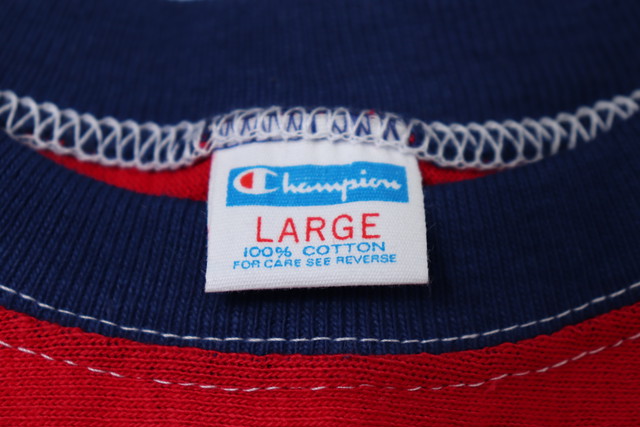 Champion
LARGE
100% COTTON
FOR CARE SEE REVERSE